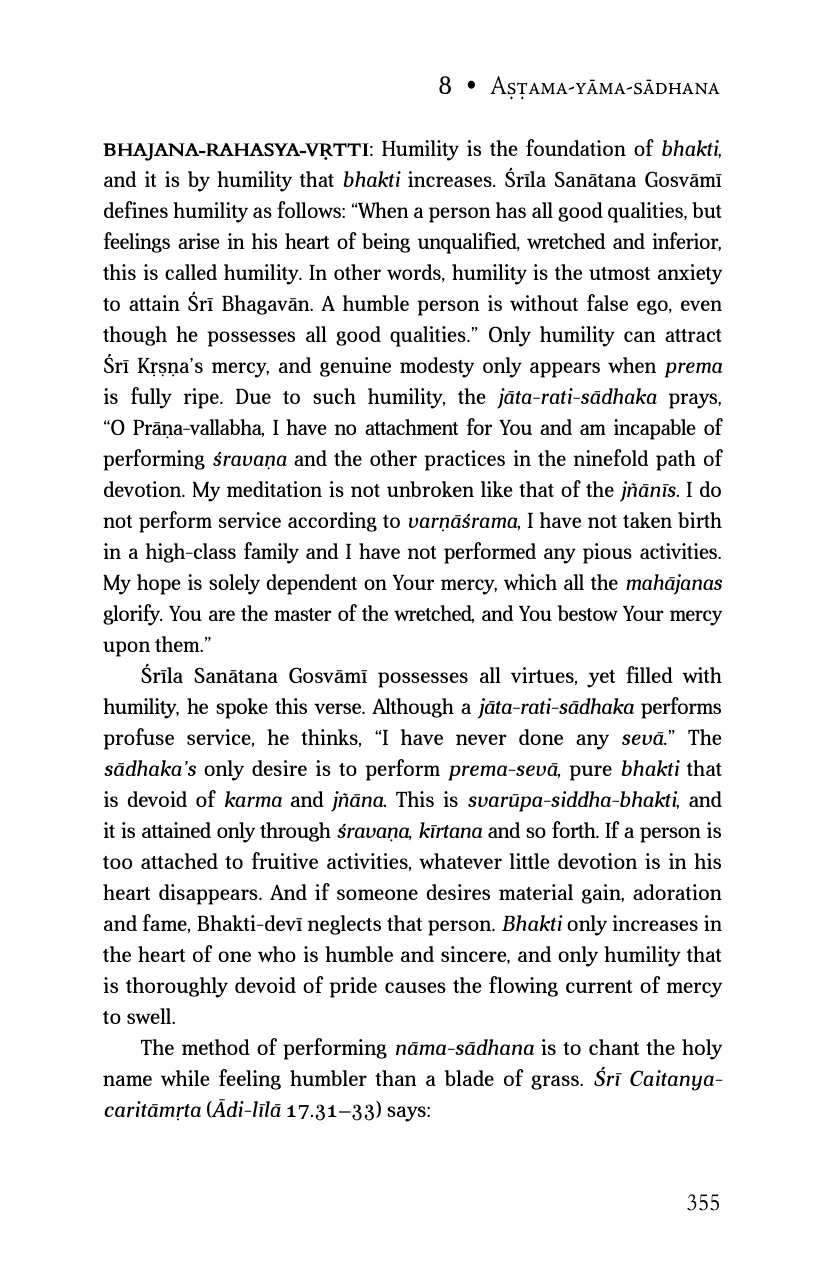 8 • Aṣṭama-yāma-sādhana
BHAJANA-RAHASYA-VṚTTI: Humility is the foundation of bhakti,
and it is by humility that bhakti increases. Śrīla Sanātana Gosvāmī
defines humility as follows: “When a person has all good qualities, but
feelings arise in his heart of being unqualified, wretched and inferior,
this is called humility. In other words, humility is the utmost anxiety
to attain Śrī Bhagavān. A humble person is without false ego, even
though he possesses all good qualities.” Only humility can attract
Śrī Kṛṣṇa’s mercy, and genuine modesty only appears when prema
is fully ripe. Due to such humility, the jāta-rati-sādhaka prays,
“O Prāṇa-vallabha, I have no attachment for You and am incapable of
performing śravaṇa and the other practices in the ninefold path of
devotion. My meditation is not unbroken like that of the jñānīs. I do
not perform service according to varṇāśrama, I have not taken birth
in a high-class family and I have not performed any pious activities.
My hope is solely dependent on Your mercy, which all the mahājanas
glorify. You are the master of the wretched, and You bestow Your mercy
upon them.”
Śrīla Sanātana Gosvāmī possesses all virtues, yet filled with
humility, he spoke this verse. Although a jāta-rati-sādhaka performs
profuse service, he thinks, “I have never done any sevā.” The
sādhaka’s only desire is to perform prema-sevā, pure bhakti that
is devoid of karma and jñāna. This is svarūpa-siddha-bhakti, and
it is attained only through śravaṇa, kīrtana and so forth. If a person is
too attached to fruitive activities, whatever little devotion is in his
heart disappears. And if someone desires material gain, adoration
and fame, Bhakti-devī neglects that person. Bhakti only increases in
the heart of one who is humble and sincere, and only humility that
is thoroughly devoid of pride causes the flowing current of mercy
to swell.
The method of performing nāma-sādhana is to chant the holy
name while feeling humbler than a blade of grass. Śrī Caitanya-
caritāmṛta (Ādi-līlā 17.31–33) says:
355